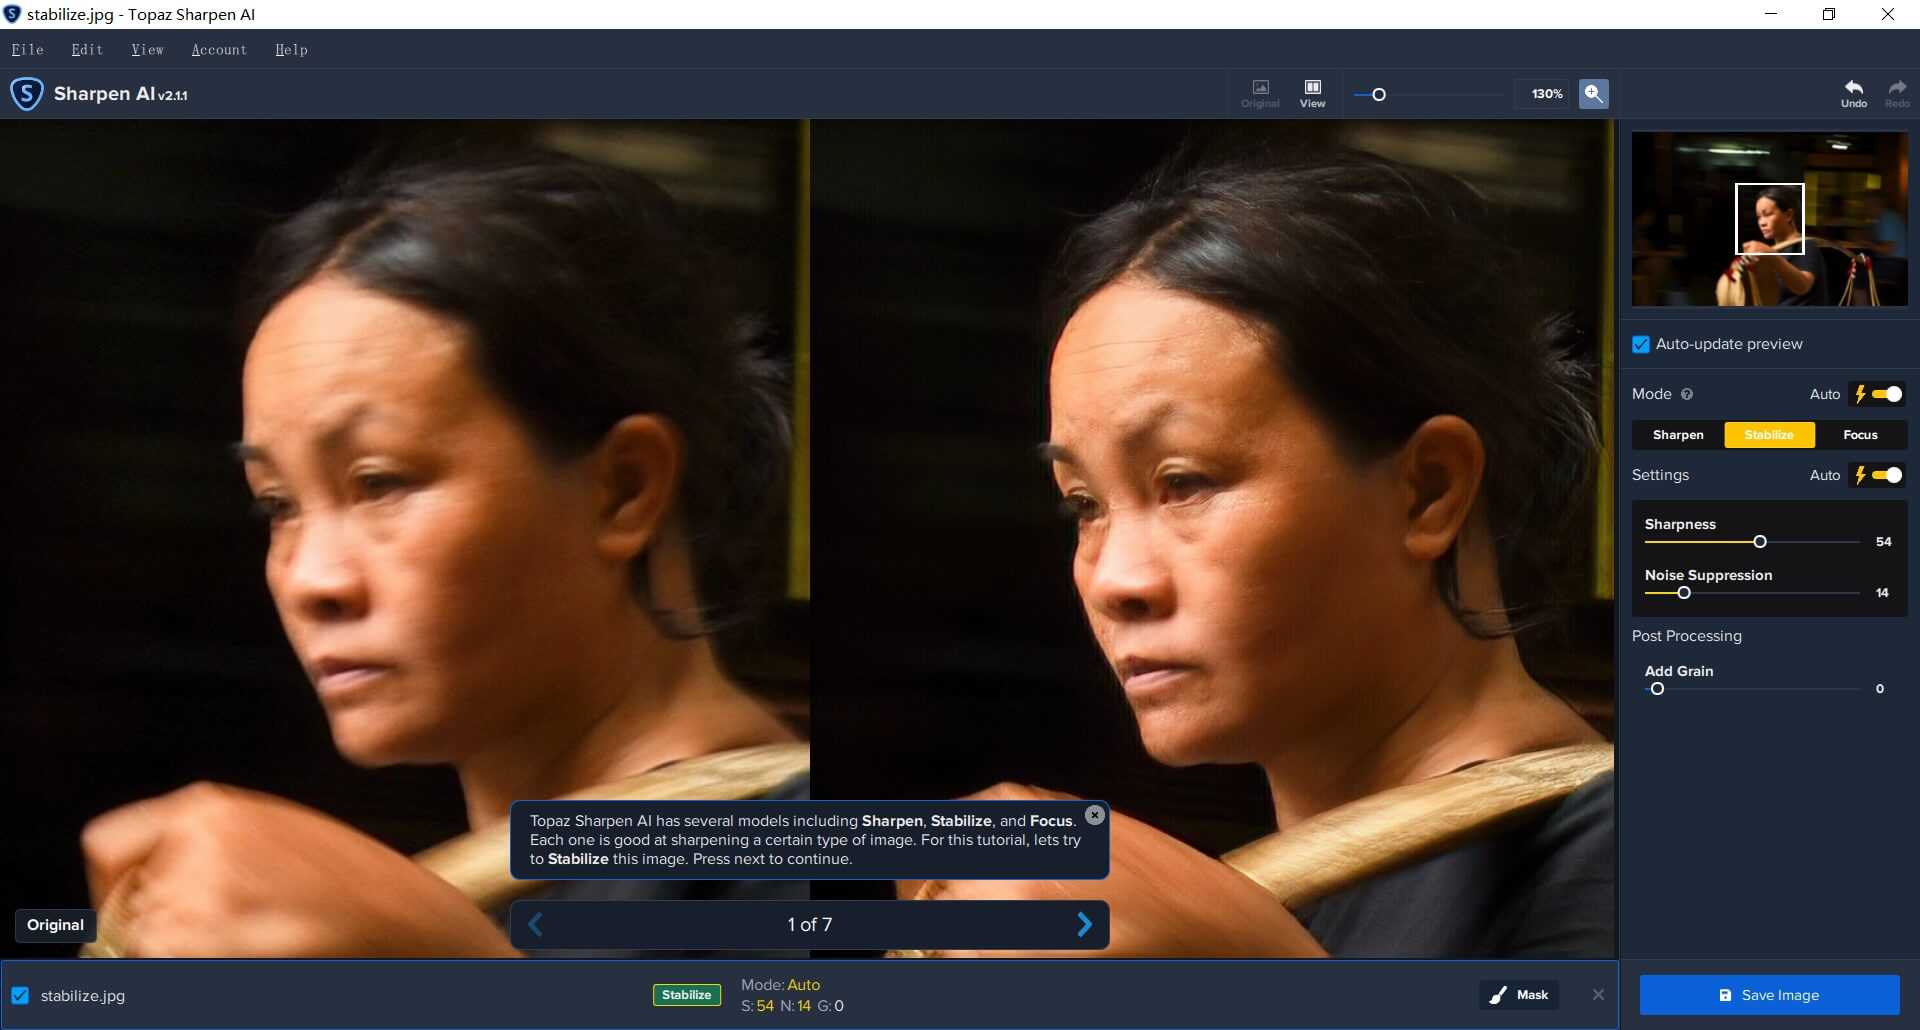 stabilize.jpg - Topaz Sharpen AI
File Edit View Account Help
S Sharpen AI v2.1.1
Original View 130% Undo Redo
Auto-update preview
Mode ? Auto
Sharpen Stabilize Focus
Settings Auto
Sharpness
54
Noise Suppression
14
Post Processing
Add Grain
0
Topaz Sharpen AI has several models including Sharpen, Stabilize, and Focus.
Each one is good at sharpening a certain type of image. For this tutorial, lets try
to Stabilize this image. Press next to continue.
Original
1 of 7
stabilize.jpg
Stabilize
Mode: Auto
S: 54 N: 14 G: 0
Mask
Save Image